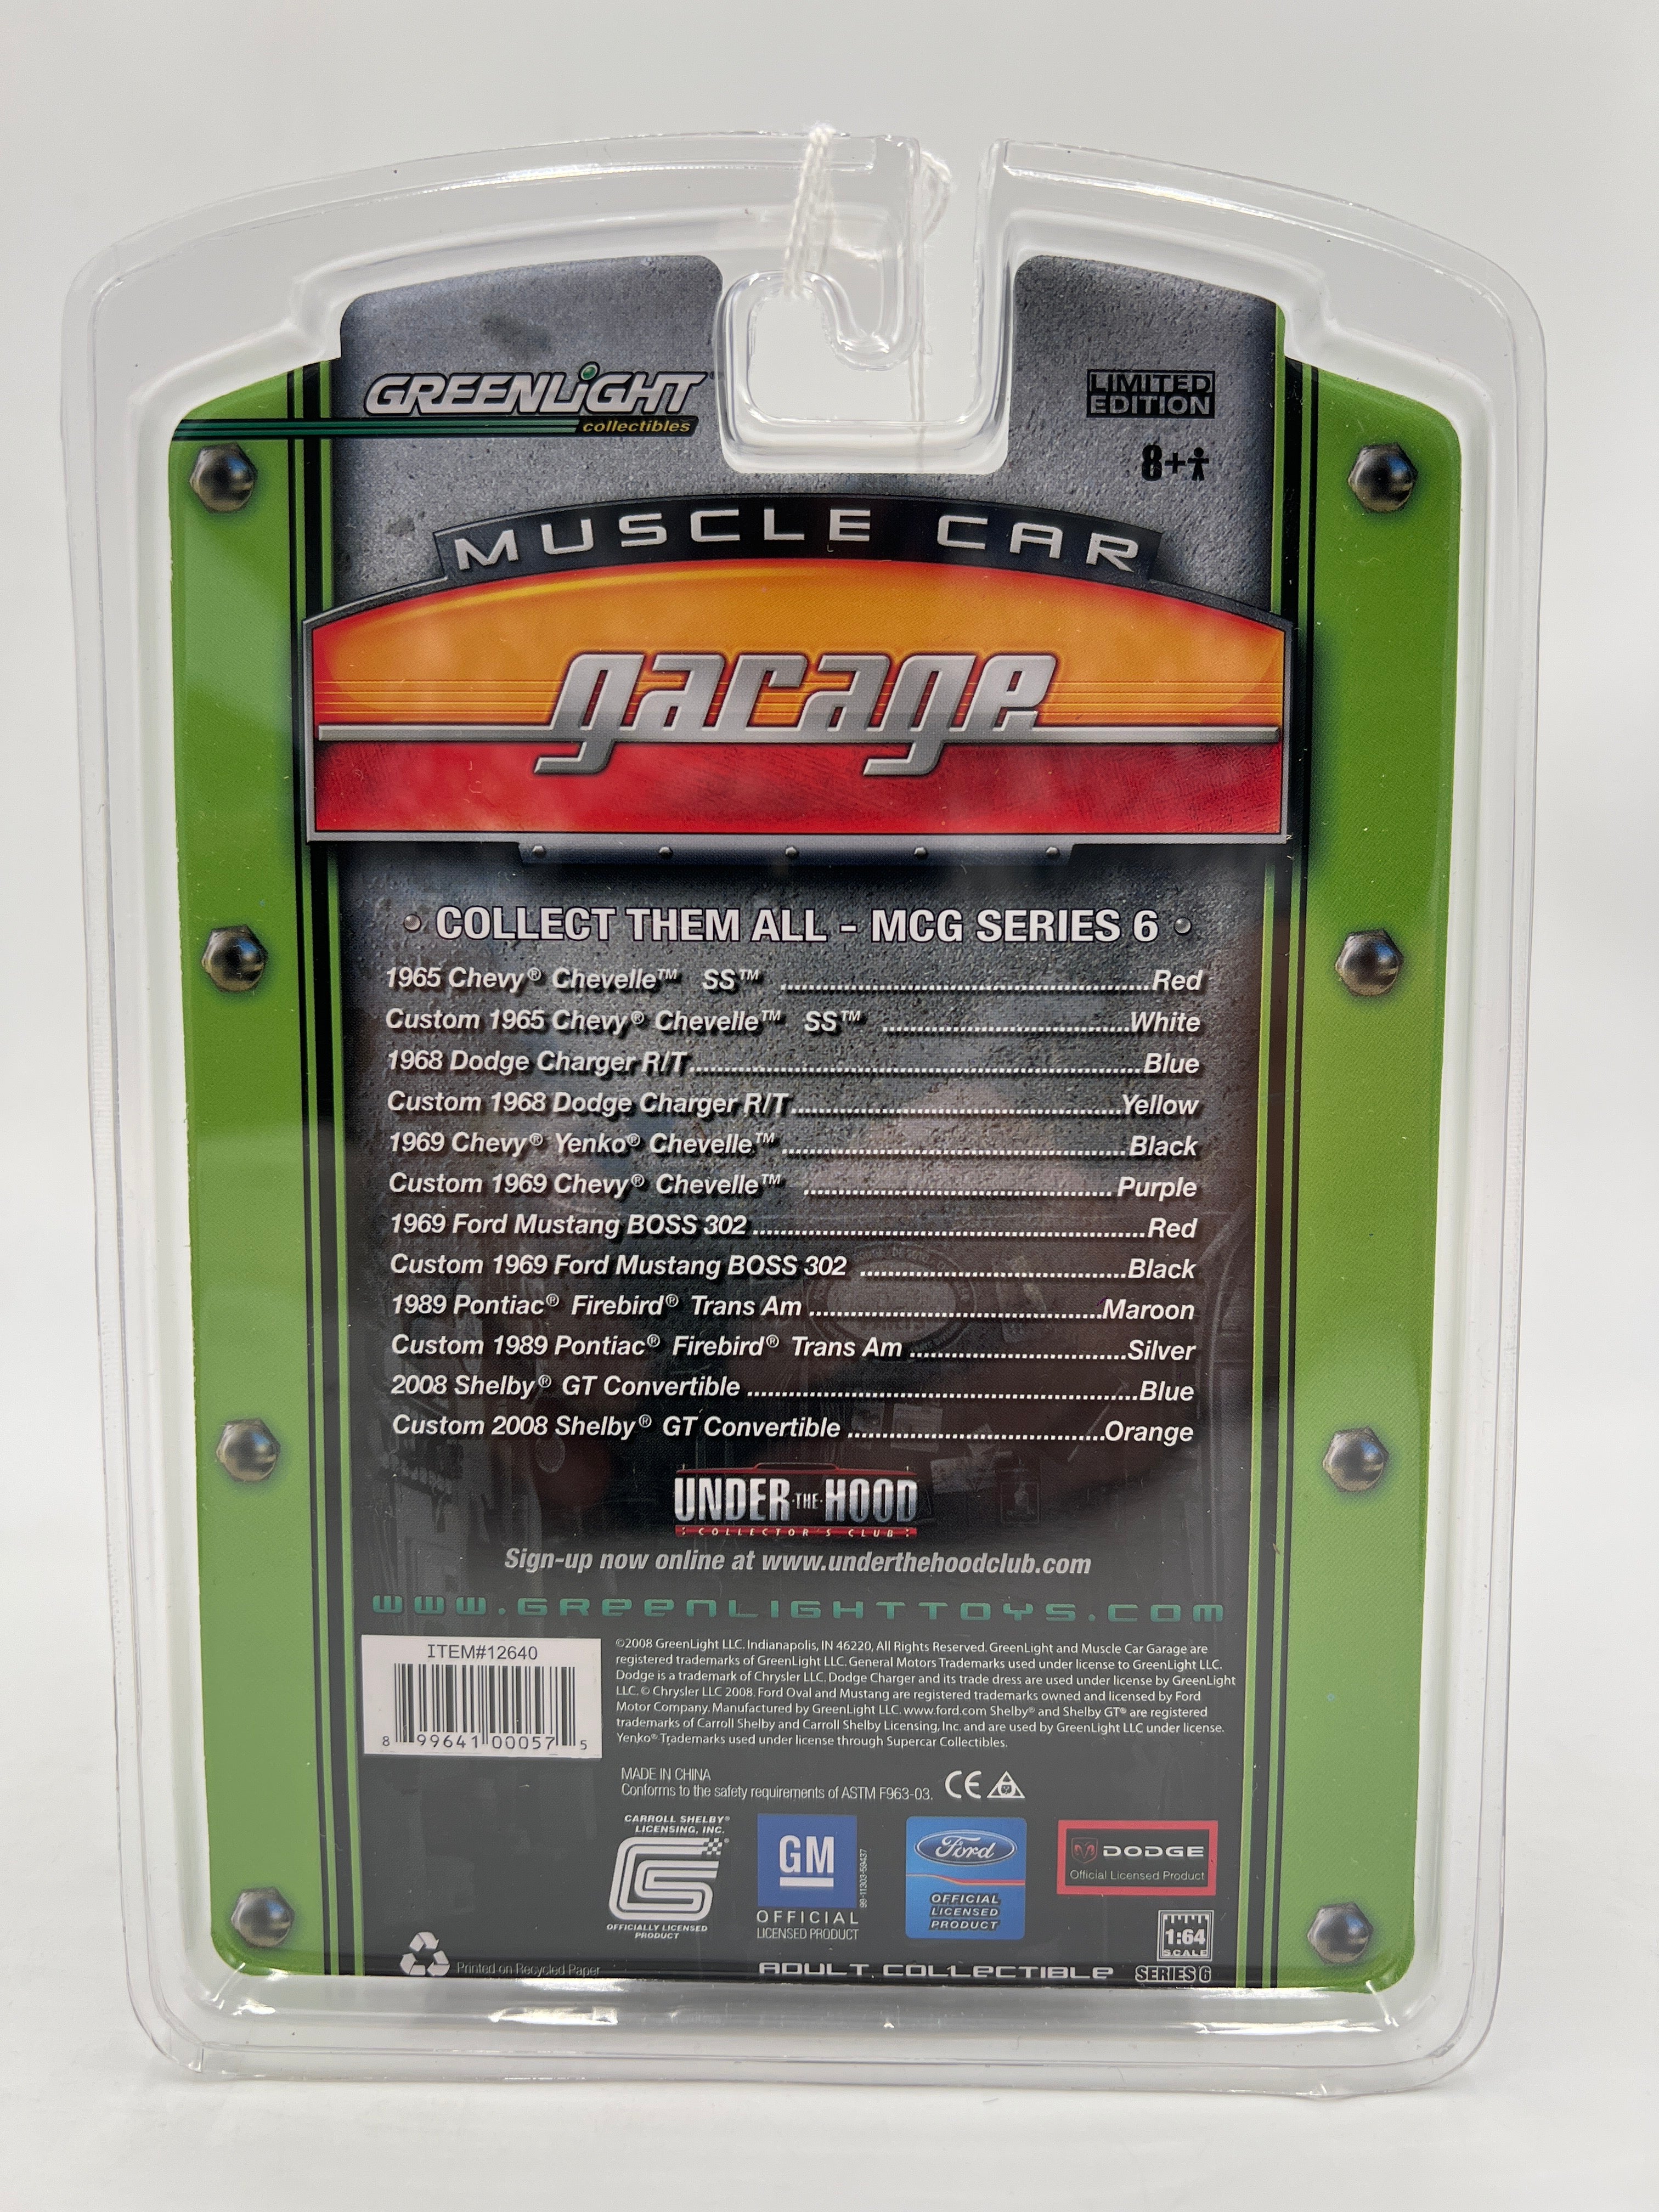 GREENLiGHT
collectibles
LIMITED
EDITION
8+
MUSCLE CAR
garage
• COLLECT THEM ALL - MCG SERIES 6 •
1965 Chevy® Chevelle™ SS™ ........ Red
Custom 1965 Chevy® Chevelle™ SS™ ........ White
1968 Dodge Charger R/T ........ Blue
Custom 1968 Dodge Charger R/T ........ Yellow
1969 Chevy® Yenko® Chevelle™ ........ Black
Custom 1969 Chevy® Chevelle™ ........ Purple
1969 Ford Mustang BOSS 302 ........ Red
Custom 1969 Ford Mustang BOSS 302 ........ Black
1989 Pontiac® Firebird® Trans Am ........ Maroon
Custom 1989 Pontiac® Firebird® Trans Am ........ Silver
2008 Shelby® GT Convertible ........ Blue
Custom 2008 Shelby® GT Convertible ........ Orange
UNDER·THE·HOOD
: COLLECTOR'S CLUB :
Sign-up now online at www.underthehoodclub.com
www.GReenLIGHTTOYS.com
ITEM#12640
8 99641 00057 5
©2008 GreenLight LLC. Indianapolis, IN 46220, All Rights Reserved. GreenLight and Muscle Car Garage are
registered trademarks of GreenLight LLC. General Motors Trademarks used under license to GreenLight LLC.
Dodge is a trademark of Chrysler LLC. Dodge Charger and its trade dress are used under license by GreenLight
LLC. © Chrysler LLC 2008. Ford Oval and Mustang are registered trademarks owned and licensed by Ford
Motor Company. Manufactured by GreenLight LLC. www.ford.com Shelby® and Shelby GT® are registered
trademarks of Carroll Shelby and Carroll Shelby Licensing, Inc. and are used by GreenLight LLC under license.
Yenko® Trademarks used under license through Supercar Collectibles.
MADE IN CHINA
Conforms to the safety requirements of ASTM F963-03. CE
CARROLL SHELBY®
LICENSING, INC.
CS
OFFICIALLY LICENSED
PRODUCT
GM
OFFICIAL
LICENSED PRODUCT
99-11303-59437
Ford
OFFICIAL
LICENSED
PRODUCT
DODGE
Official Licensed Product
1:64
SCALE
Printed on Recycled Paper
ADULT COLLECTIBLE
SERIES 6